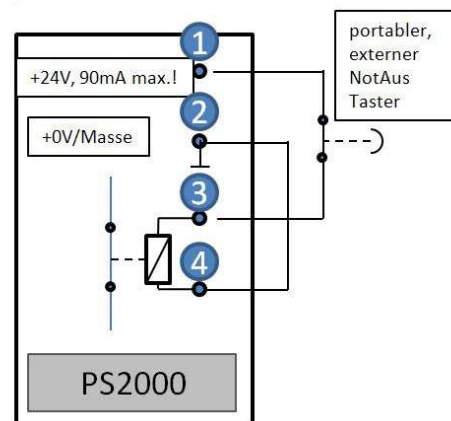 1
+24V, 90mA max.!
2
+0V/Masse
3
4
PS2000
portabler,
externer
NotAus
Taster